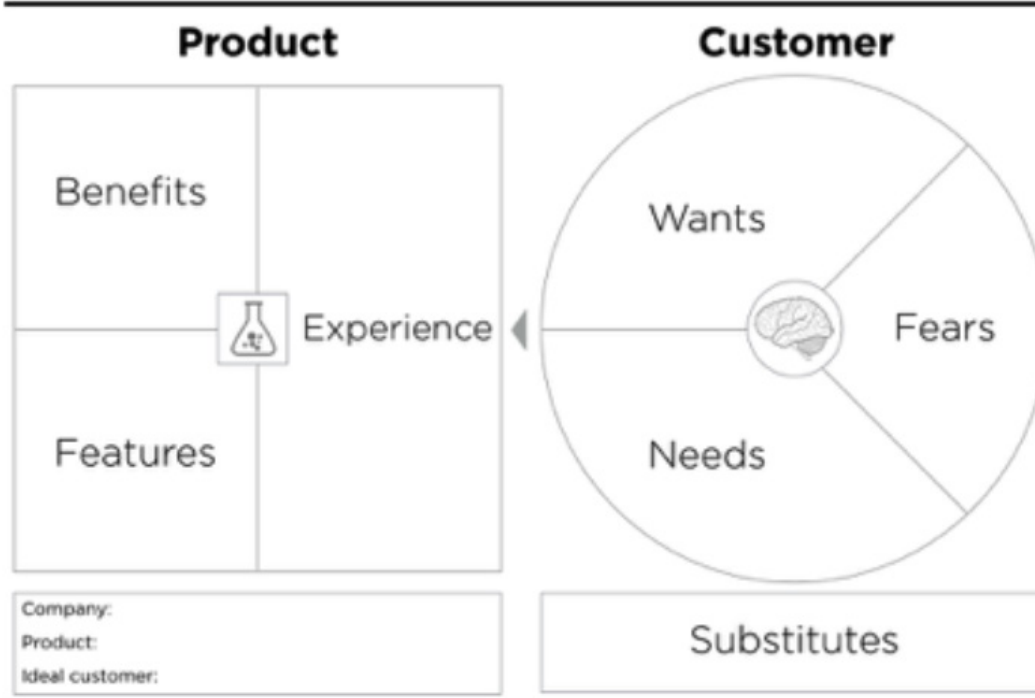 Product
Customer
Benefits
Experience
Features
Wants
Fears
Needs
Company:
Product:
Ideal customer:
Substitutes